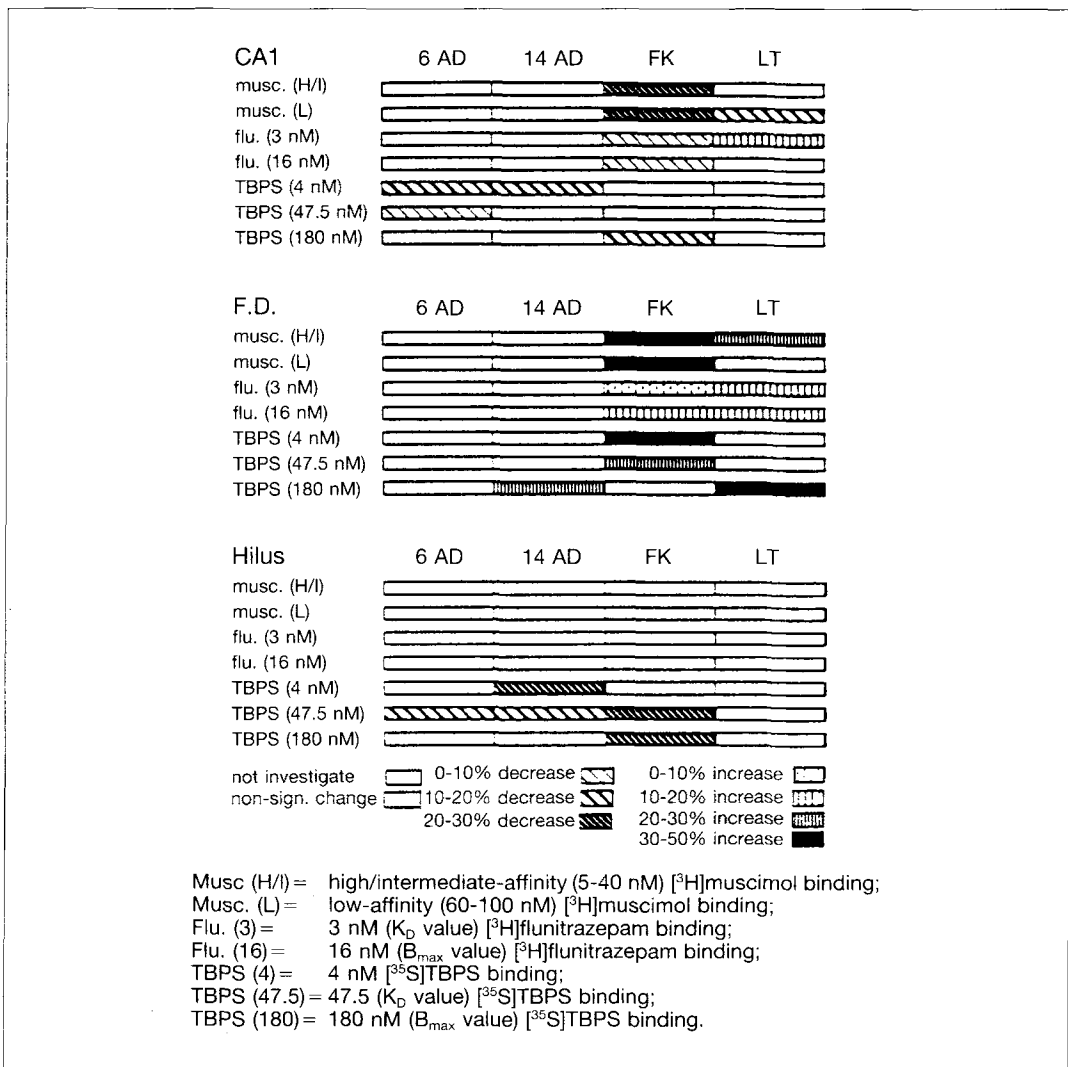 CA1 6 AD 14 AD FK LT
musc. (H/I)
musc. (L)
flu. (3 nM)
flu. (16 nM)
TBPS (4 nM)
TBPS (47.5 nM)
TBPS (180 nM)
F.D. 6 AD 14 AD FK LT
musc. (H/I)
musc. (L)
flu. (3 nM)
flu. (16 nM)
TBPS (4 nM)
TBPS (47.5 nM)
TBPS (180 nM)
Hilus 6 AD 14 AD FK LT
musc. (H/I)
musc. (L)
flu. (3 nM)
flu. (16 nM)
TBPS (4 nM)
TBPS (47.5 nM)
TBPS (180 nM)
not investigate 0-10% decrease 0-10% increase
non-sign. change 10-20% decrease 10-20% increase
20-30% decrease 20-30% increase
30-50% increase
Musc (H/I) = high/intermediate-affinity (5-40 nM) [³H]muscimol binding;
Musc. (L) = low-affinity (60-100 nM) [³H]muscimol binding;
Flu. (3) = 3 nM (K_D value) [³H]flunitrazepam binding;
Flu. (16) = 16 nM (B_max value) [³H]flunitrazepam binding;
TBPS (4) = 4 nM [³⁵S]TBPS binding;
TBPS (47.5) = 47.5 (K_D value) [³⁵S]TBPS binding;
TBPS (180) = 180 nM (B_max value) [³⁵S]TBPS binding.